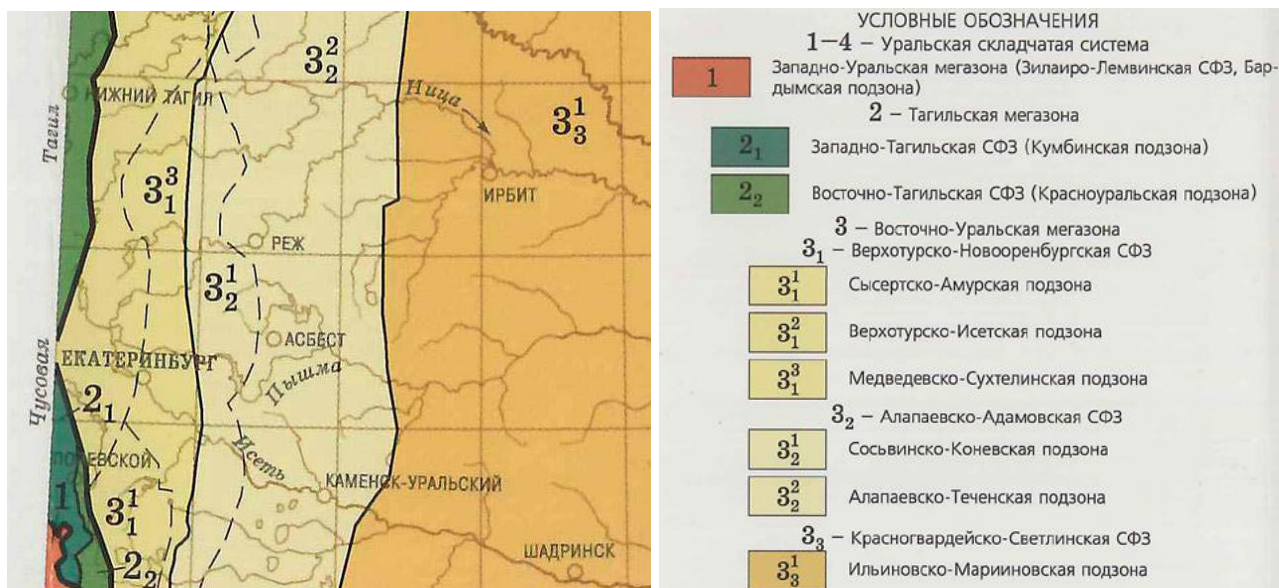 3²₂
НИЖНИЙ ТАГИЛ
Ница
3¹₃
Тагил
3³₁
ИРБИТ
РЕЖ
3¹₂
АСБЕСТ
Чусовая
ЕКАТЕРИНБУРГ
Пышма
2₁
ПОЛЕВСКОЙ
Исеть
КАМЕНСК-УРАЛЬСКИЙ
1
3¹₁
2₂
ШАДРИНСК
УСЛОВНЫЕ ОБОЗНАЧЕНИЯ
1–4 – Уральская складчатая система
1 Западно-Уральская мегазона (Зилаиро-Лемвинская СФЗ, Бар-
дымская подзона)
2 – Тагильская мегазона
2₁ Западно-Тагильская СФЗ (Кумбинская подзона)
2₂ Восточно-Тагильская СФЗ (Красноуральская подзона)
3 – Восточно-Уральская мегазона
3₁ – Верхотурско-Новооренбургская СФЗ
3¹₁ Сысертско-Амурская подзона
3²₁ Верхотурско-Исетская подзона
3³₁ Медведевско-Сухтелинская подзона
3₂ – Алапаевско-Адамовская СФЗ
3¹₂ Сосьвинско-Коневская подзона
3²₂ Алапаевско-Теченская подзона
3₃ – Красногвардейско-Светлинская СФЗ
3¹₃ Ильиновско-Марииновская подзона